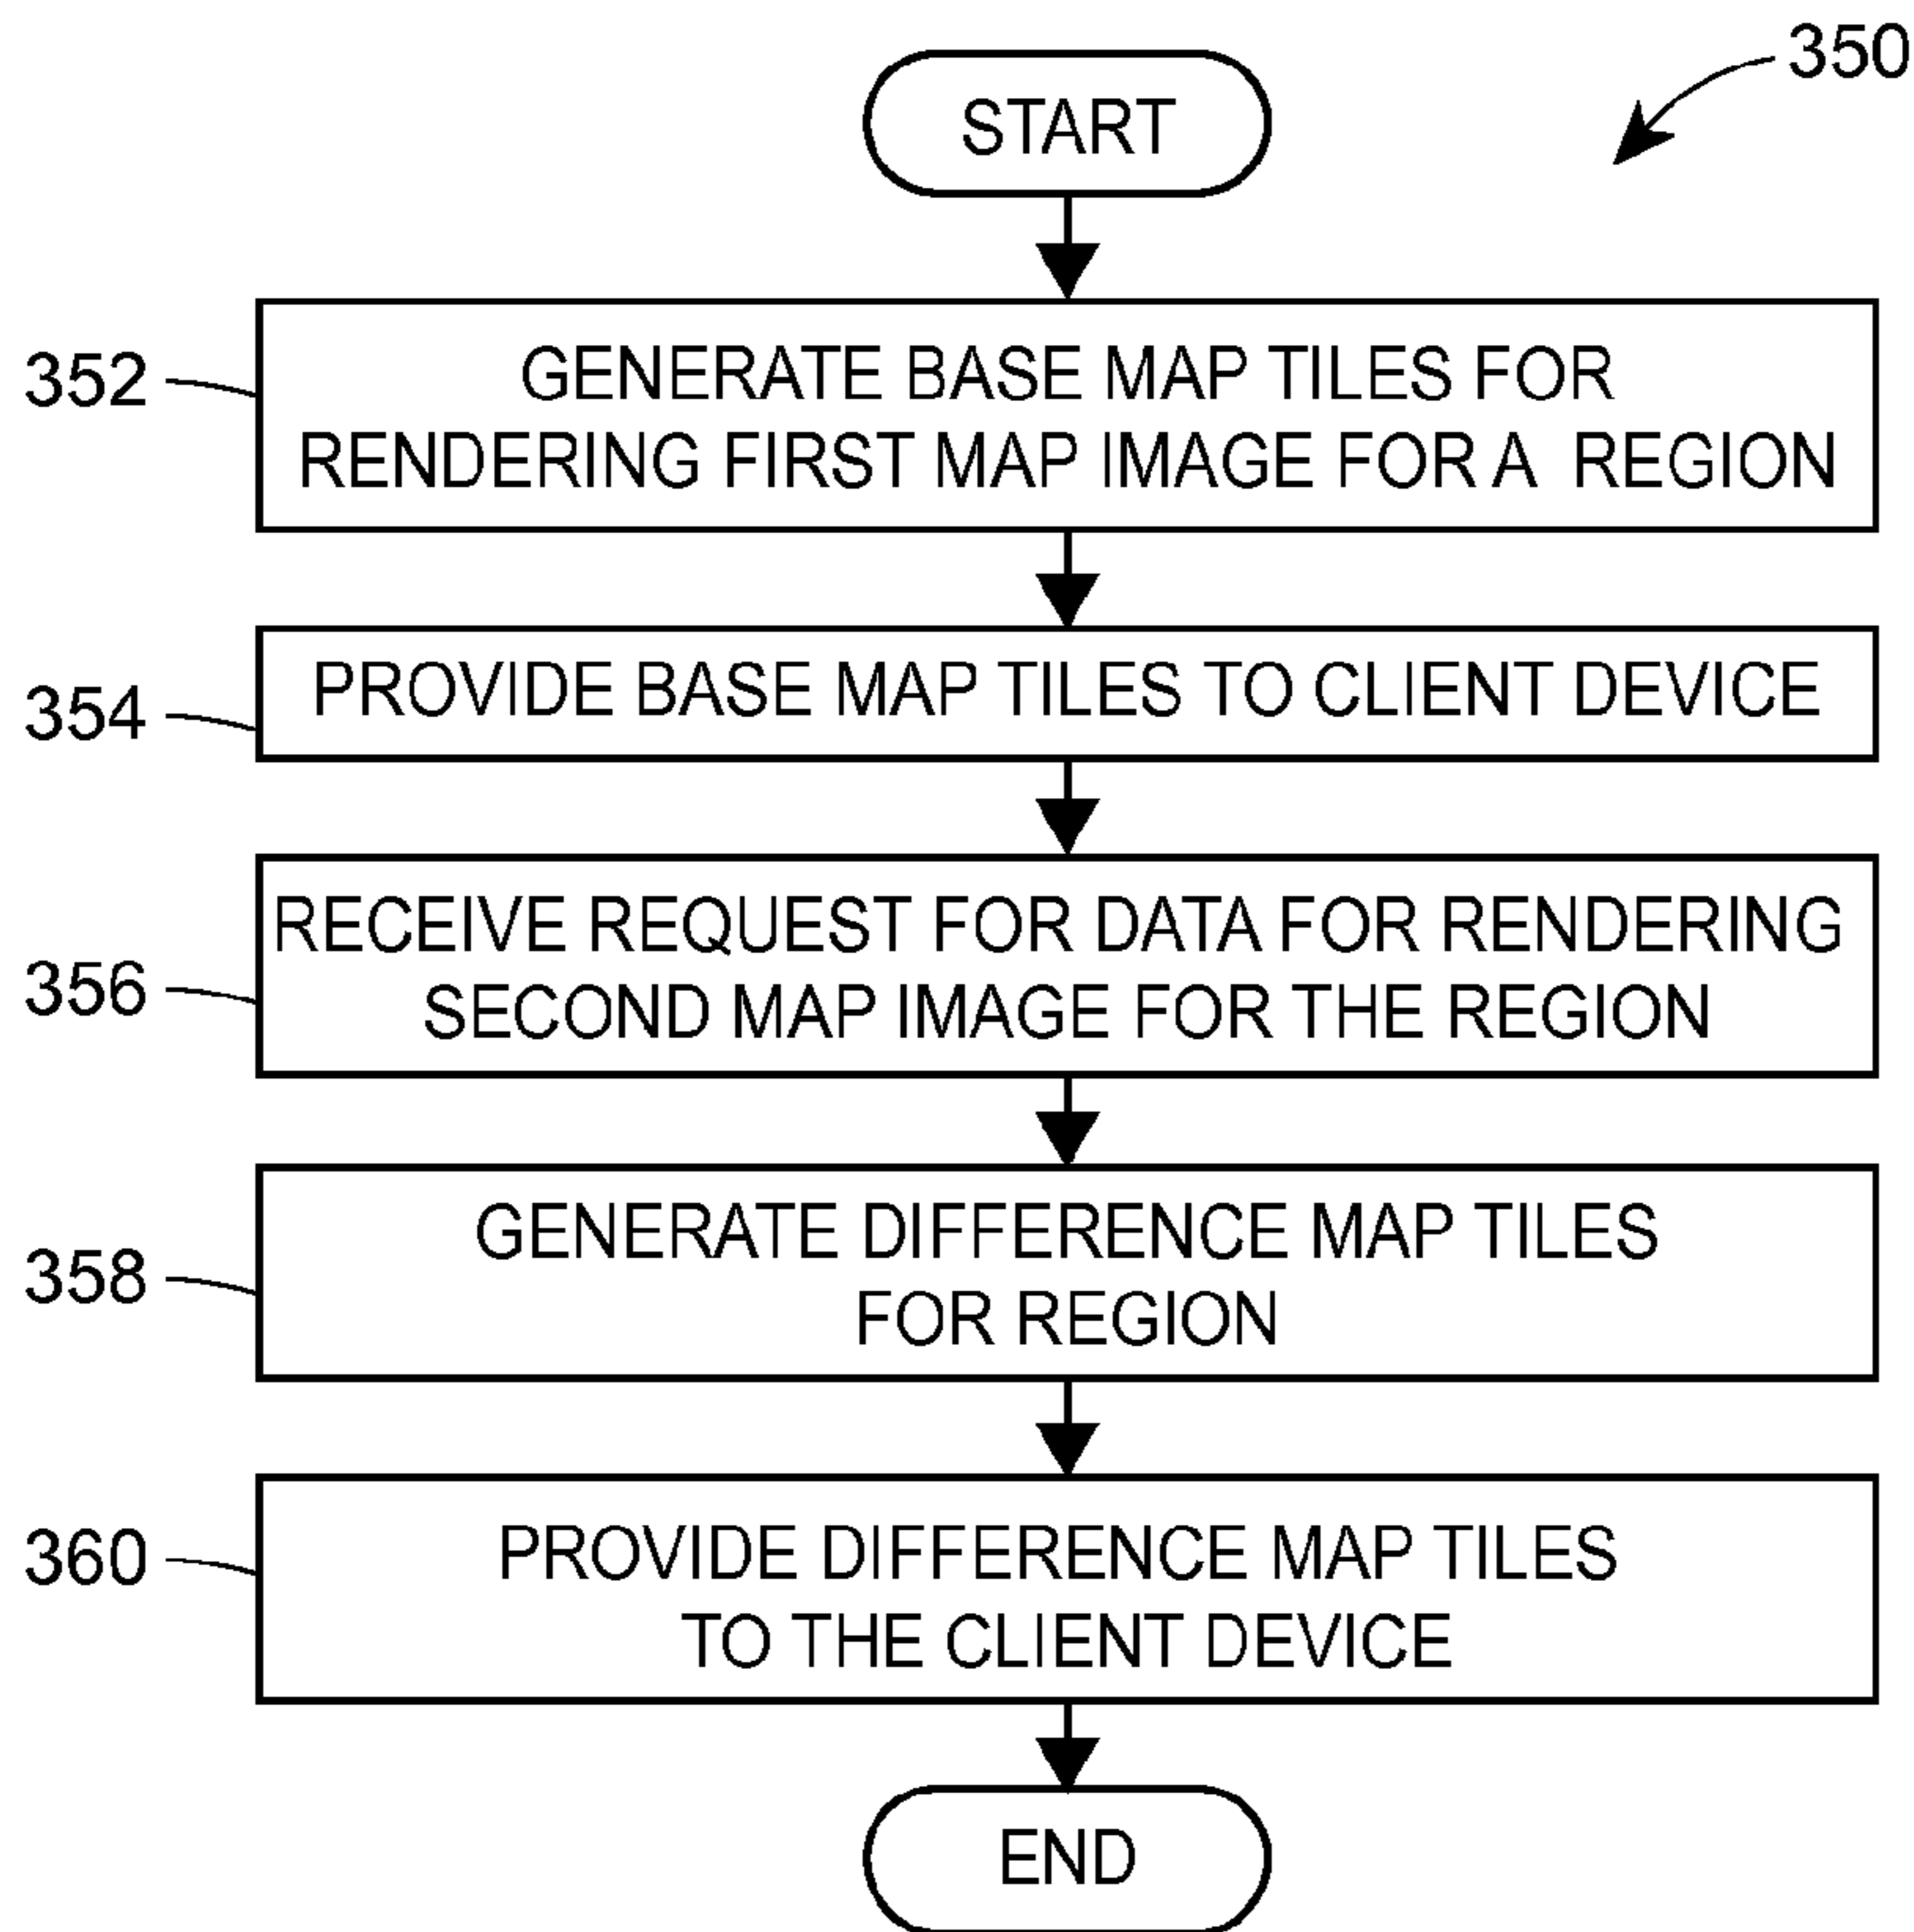 350
START
352
GENERATE BASE MAP TILES FOR
RENDERING FIRST MAP IMAGE FOR A REGION
354
PROVIDE BASE MAP TILES TO CLIENT DEVICE
356
RECEIVE REQUEST FOR DATA FOR RENDERING
SECOND MAP IMAGE FOR THE REGION
358
GENERATE DIFFERENCE MAP TILES
FOR REGION
360
PROVIDE DIFFERENCE MAP TILES
TO THE CLIENT DEVICE
END